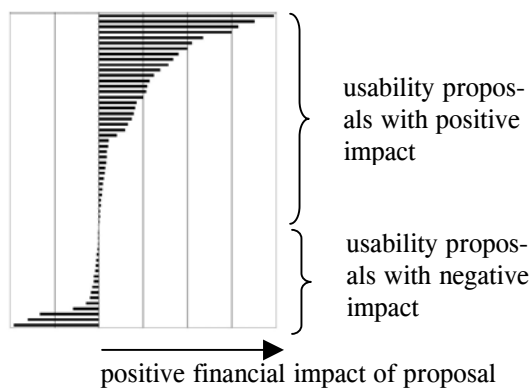 usability propos-
als with positive
impact
usability propos-
als with negative
impact
positive financial impact of proposal